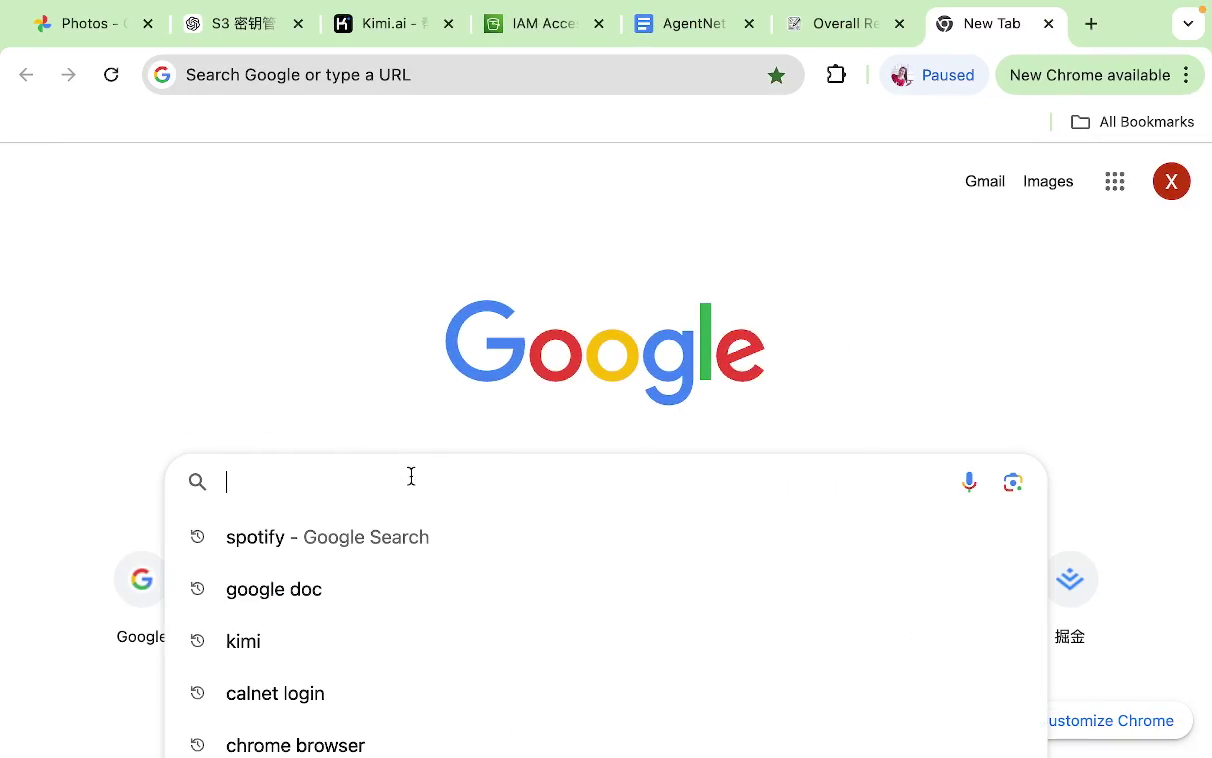 Photos - G
S3 密钥管
Kimi.ai -
IAM Acce
AgentNet
Overall Re
New Tab
Search Google or type a URL
Paused
New Chrome available
All Bookmarks
Gmail
Images
X
Google
spotify - Google Search
google doc
kimi
calnet login
chrome browser
Google
掘金
ustomize Chrome